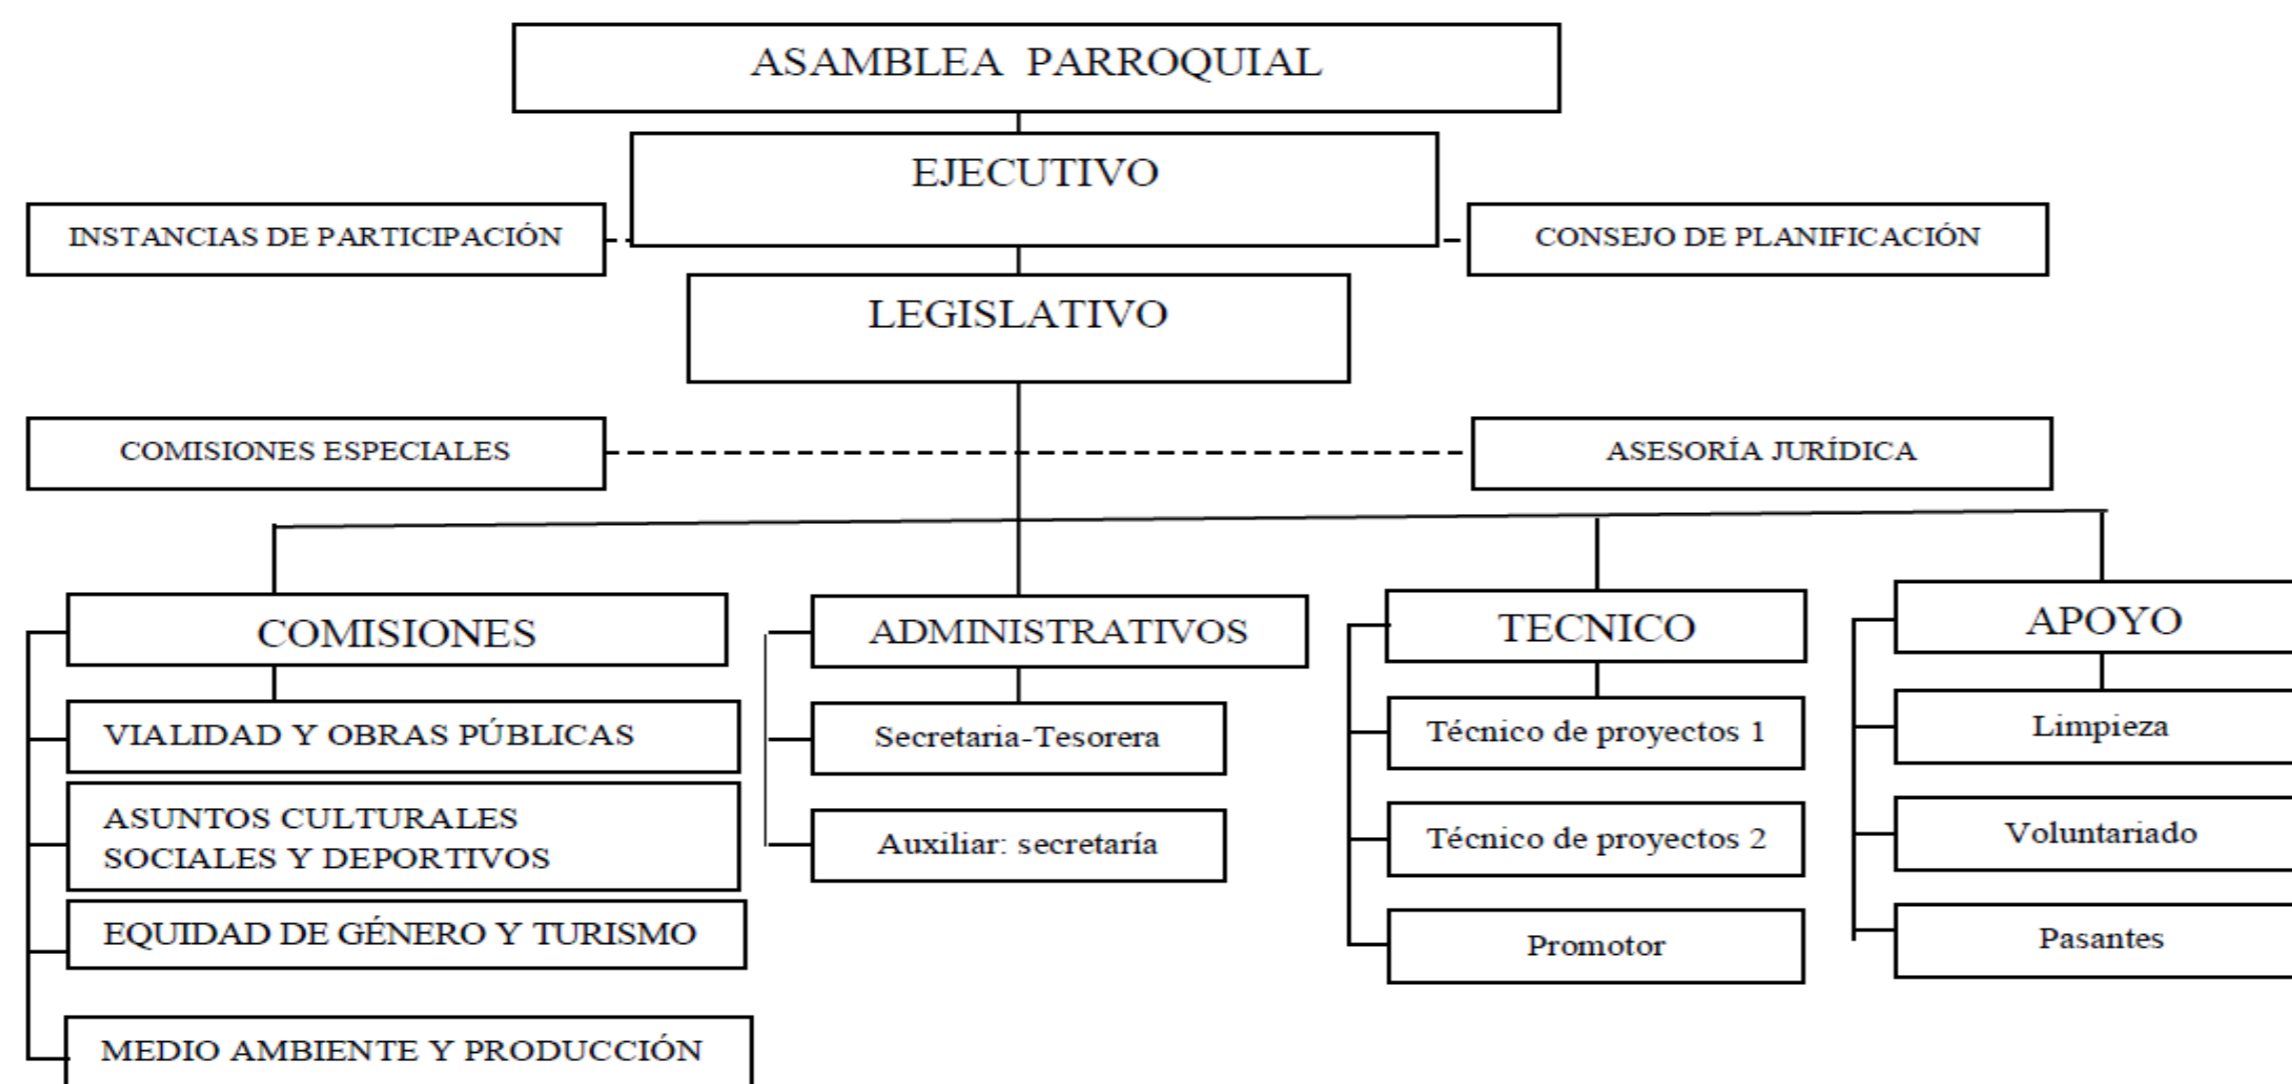 ASAMBLEA PARROQUIAL
EJECUTIVO
INSTANCIAS DE PARTICIPACIÓN
CONSEJO DE PLANIFICACIÓN
LEGISLATIVO
COMISIONES ESPECIALES
ASESORÍA JURÍDICA
COMISIONES
VIALIDAD Y OBRAS PÚBLICAS
ASUNTOS CULTURALES
SOCIALES Y DEPORTIVOS
EQUIDAD DE GÉNERO Y TURISMO
MEDIO AMBIENTE Y PRODUCCIÓN
ADMINISTRATIVOS
Secretaria-Tesorera
Auxiliar: secretaría
TECNICO
Técnico de proyectos 1
Técnico de proyectos 2
Promotor
APOYO
Limpieza
Voluntariado
Pasantes